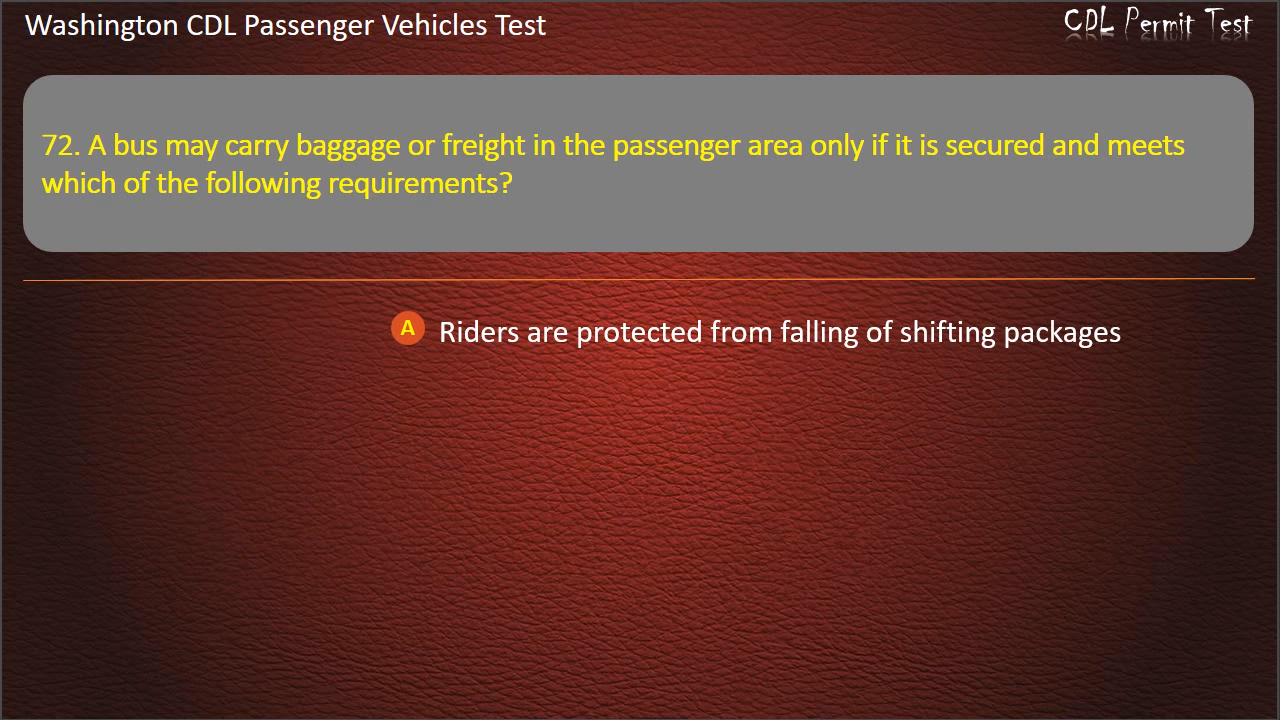 Washington CDL Passenger Vehicles Test
CDL Permit Test
72. A bus may carry baggage or freight in the passenger area only if it is secured and meets
which of the following requirements?
A Riders are protected from falling of shifting packages